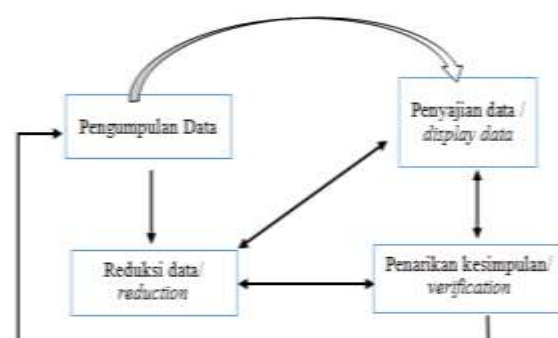 Pengumpulan Data
Penyajian data /
display data
Reduksi data/
reduction
Penarikan kesimpulan/
verification